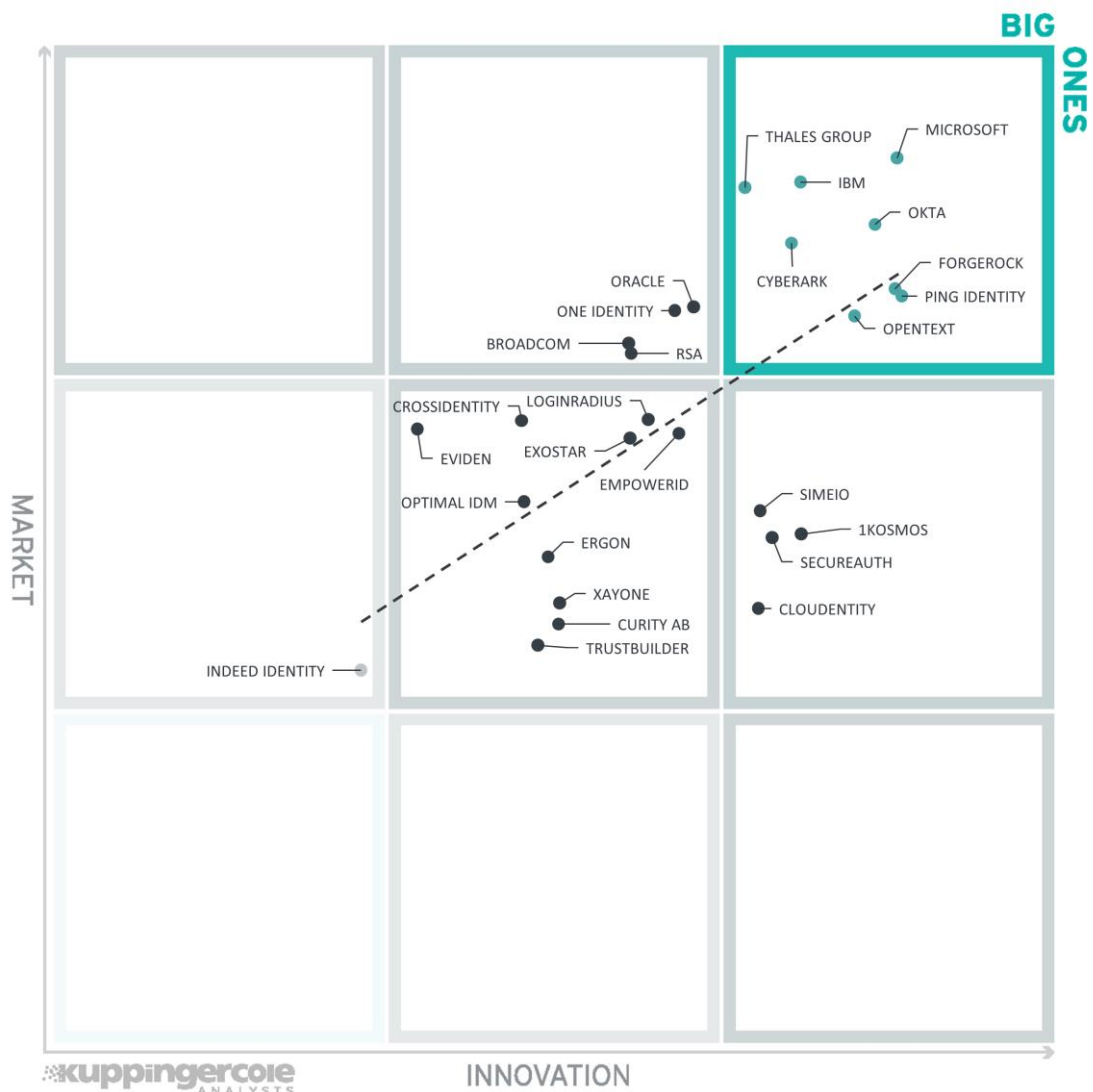 BIG
ONES
THALES GROUP
MICROSOFT
IBM
OKTA
CYBERARK
FORGEROCK
PING IDENTITY
OPENTEXT
ORACLE
ONE IDENTITY
BROADCOM
RSA
CROSSIDENTITY
LOGINRADIUS
EVIDEN
EXOSTAR
EMPOWERID
OPTIMAL IDM
SIMEIO
1KOSMOS
SECUREAUTH
ERGON
XAYONE
CLOUDENTITY
CURITY AB
TRUSTBUILDER
INDEED IDENTITY
MARKET
kuppingercole
ANALYSTS
INNOVATION